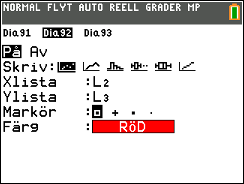 NORMAL FLYT AUTO REELL GRADER MP
Dia91 Dia92 Dia93
På Av
Skriv:
Xlista :L2
Ylista :L3
Markör : + · ·
Färg : RöD